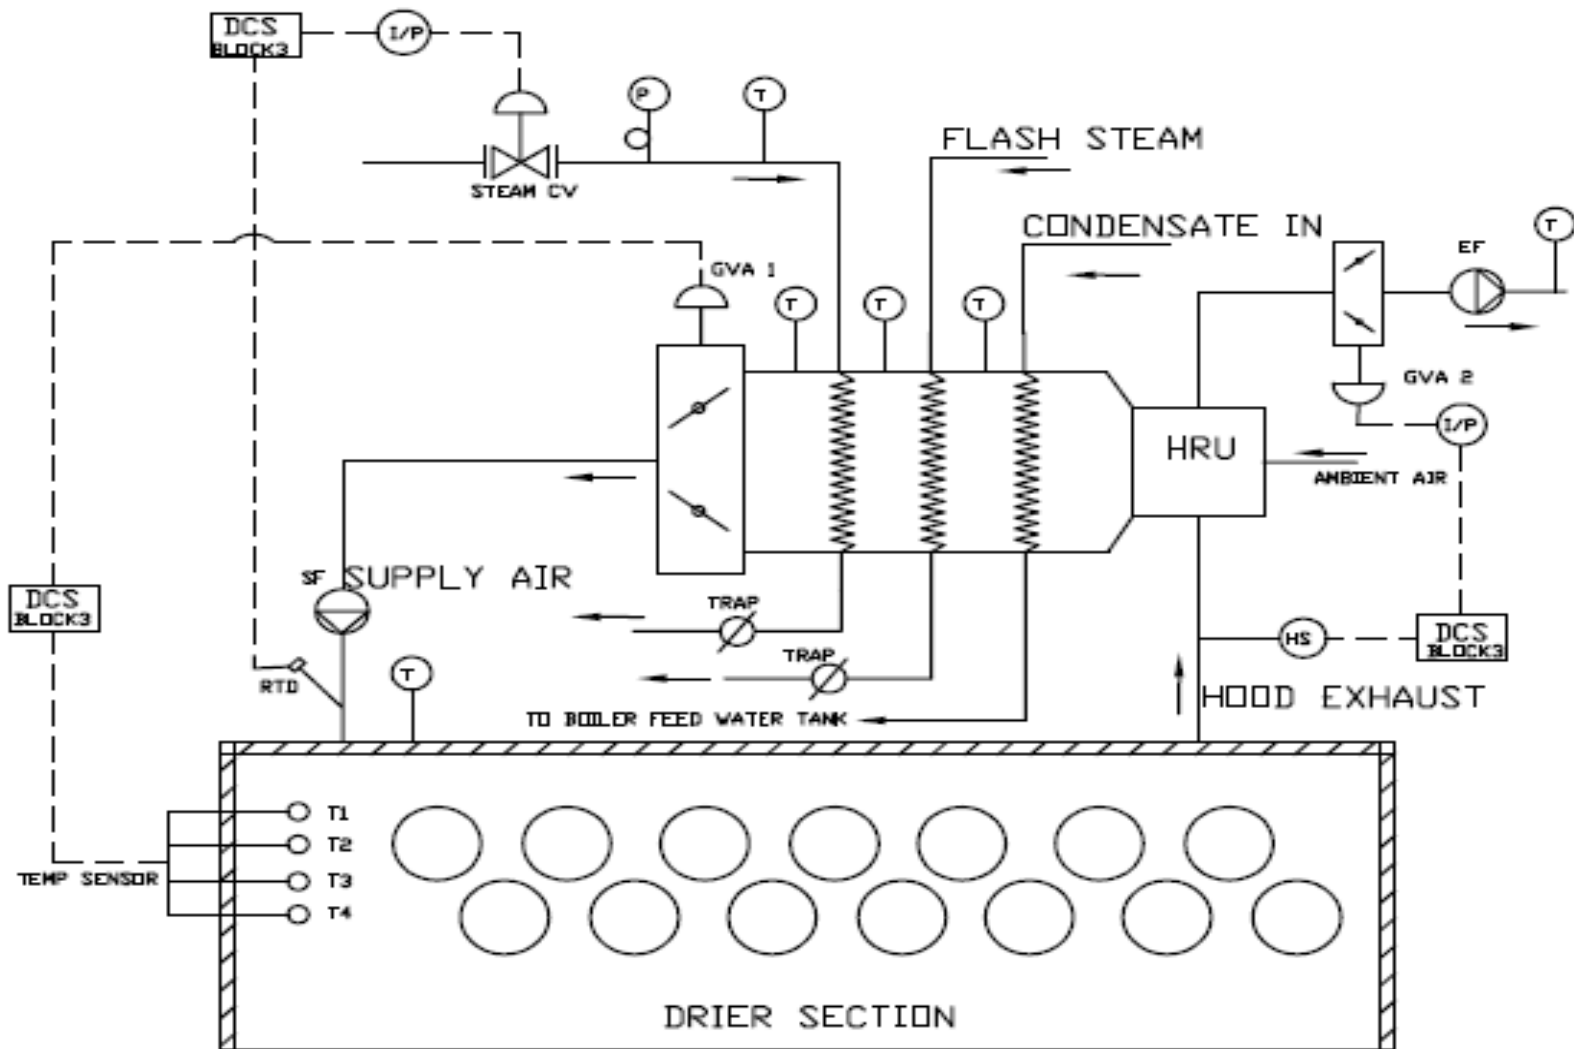 DCS
BLOCK3
I/P
P
T
FLASH STEAM
STEAM CV
CONDENSATE IN
T
EF
GVA 1
T
T
T
GVA 2
I/P
HRU
AMBIENT AIR
SF
SUPPLY AIR
DCS
BLOCK3
TRAP
TRAP
HS
DCS
BLOCK3
RTD
T
HOOD EXHAUST
TO BOILER FEED WATER TANK
T1
T2
T3
T4
TEMP SENSOR
DRIER SECTION